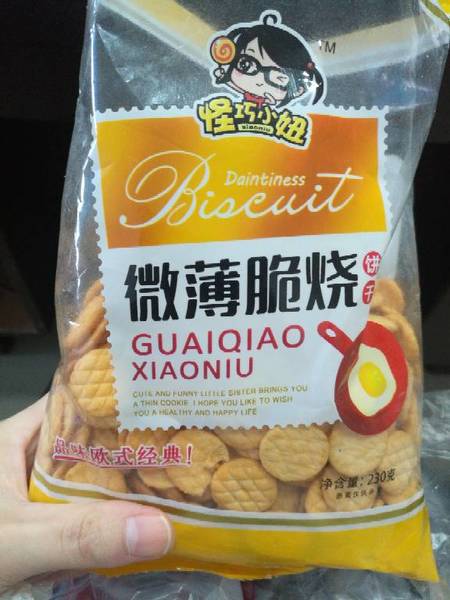 TM
怪巧小妞
xiaoniu
Daintiness
Biscuit
微薄脆烧
饼干
GUAIQIAO
XIAONIU
CUTE AND FUNNY LITTLE SISTER BRINGS YOU
A THIN COOKIE. I HOPE YOU LIKE TO WISH
YOU A HEALTHY AND HAPPY LIFE
品味欧式经典!
净含量:230克